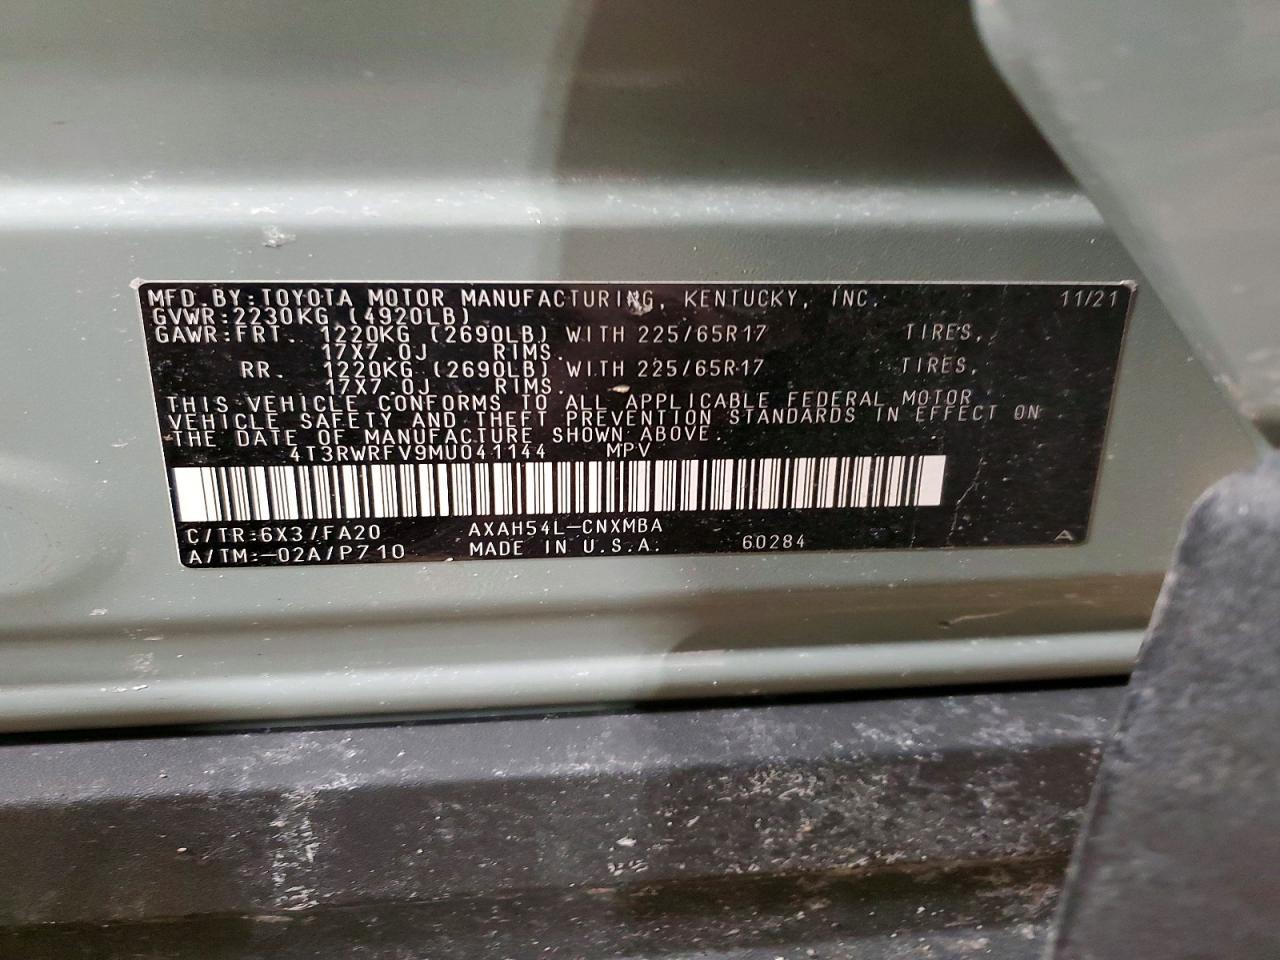 MFD.BY:TOYOTA MOTOR MANUFACTURING, KENTUCKY, INC. 11/21
GVWR:2230KG (4920LB)
GAWR:FRT. 1220KG (2690LB) WITH 225/65R17 TIRES,
17X7.0J RIMS.
RR. 1220KG (2690LB) WITH 225/65R17 TIRES,
17X7.0J RIMS.
THIS VEHICLE CONFORMS TO ALL APPLICABLE FEDERAL MOTOR
VEHICLE SAFETY AND THEFT PREVENTION STANDARDS IN EFFECT ON
THE DATE OF MANUFACTURE SHOWN ABOVE.
4T3RWRFV9MU041144 MPV
C/TR:6X3/FA20 AXAH54L-CNXMBA
A/TM:-02A/P710 MADE IN U.S.A. 60284 A